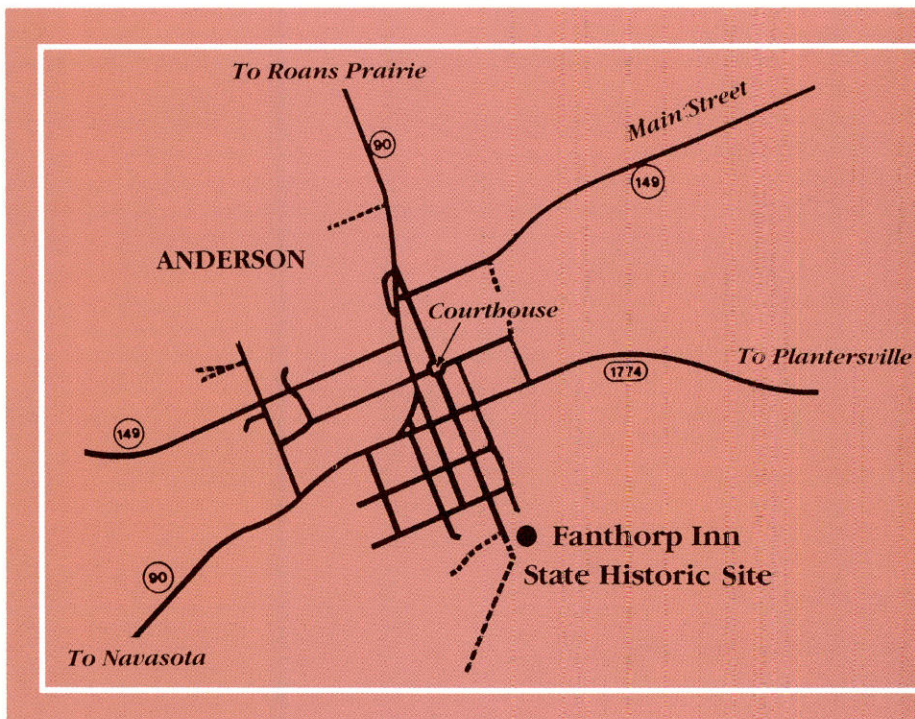 To Roans Prairie
90
Main Street
149
ANDERSON
Courthouse
To Plantersville
1774
149
Fanthorp Inn
State Historic Site
90
To Navasota